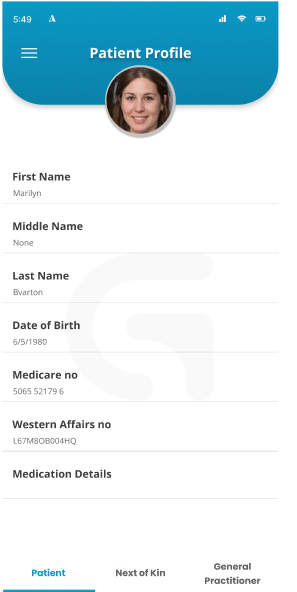 5:49
Patient Profile
First Name
Marilyn
Middle Name
None
Last Name
Bvarton
Date of Birth
6/5/1980
Medicare no
5065 52179 6
Western Affairs no
L67M8OB004HQ
Medication Details
Patient
Next of Kin
General
Practitioner